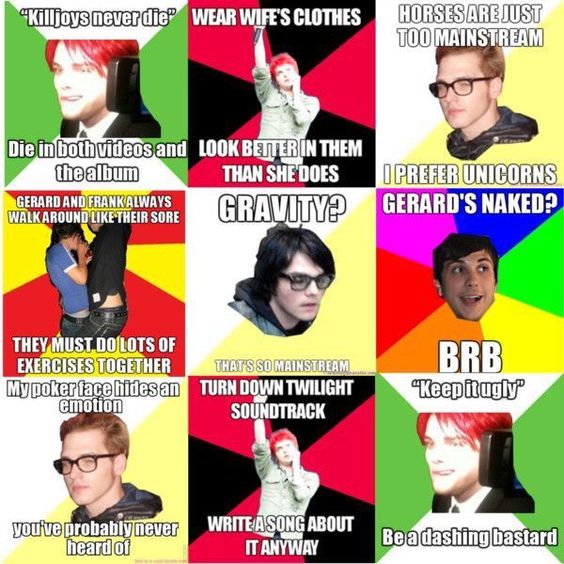 "Killjoys never die"
Die in both videos and
the album
WEAR WIFE'S CLOTHES
LOOK BETTER IN THEM
THAN SHE DOES
HORSES ARE JUST
TOO MAINSTREAM
I PREFER UNICORNS
GERARD AND FRANK ALWAYS
WALK AROUND LIKE THEIR SORE
THEY MUST DO LOTS OF
EXERCISES TOGETHER
GRAVITY?
THAT'S SO MAINSTREAM
GERARD'S NAKED?
BRB
My poker face hides an
emotion
you've probably never
heard of
TURN DOWN TWILIGHT
SOUNDTRACK
WRITE A SONG ABOUT
IT ANYWAY
"Keep it ugly"
Be a dashing bastard